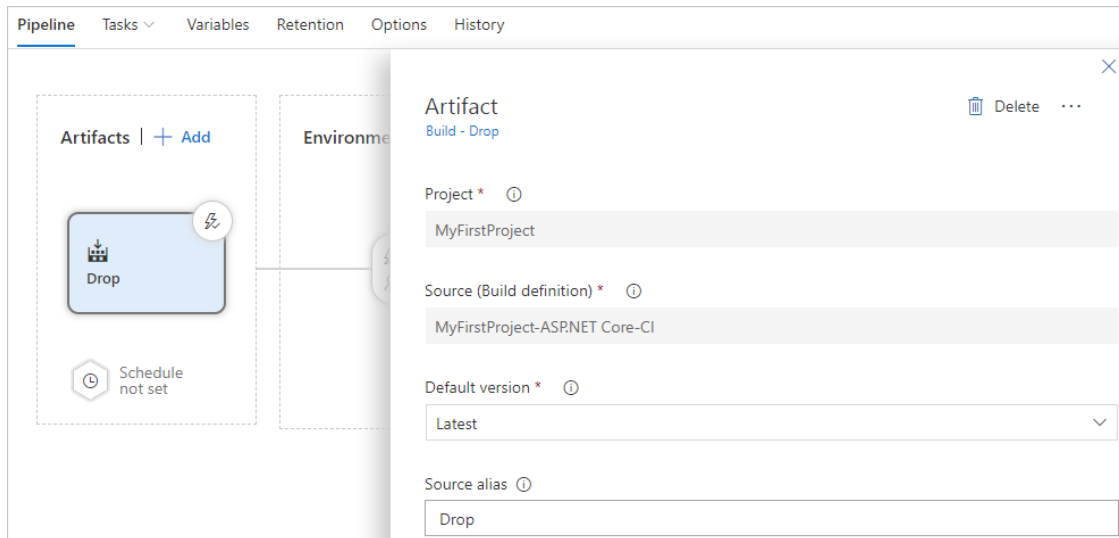 Pipeline Tasks Variables Retention Options History
Artifacts | + Add
Environme
Drop
Schedule
not set
Artifact
Delete ...
Build - Drop
Project *
MyFirstProject
Source (Build definition) *
MyFirstProject-ASP.NET Core-CI
Default version *
Latest
Source alias
Drop